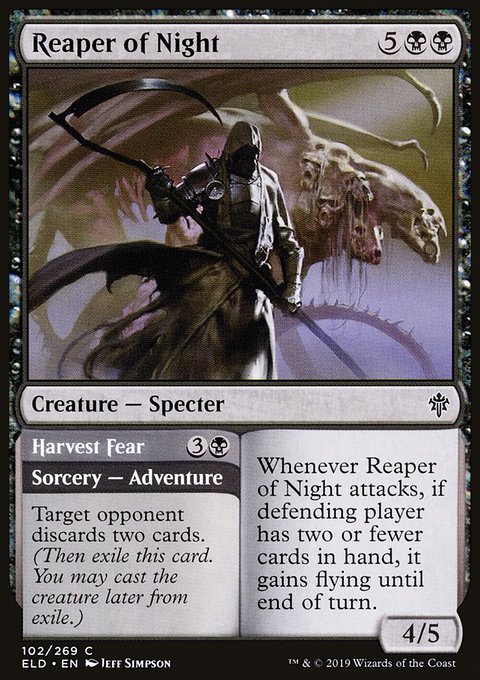 Reaper of Night 5
Creature — Specter
Harvest Fear 3
Sorcery — Adventure
Target opponent
discards two cards.
(Then exile this card.
You may cast the
creature later from
exile.)
Whenever Reaper
of Night attacks, if
defending player
has two or fewer
cards in hand, it
gains flying until
end of turn.
4/5
102/269 C
ELD • EN Jeff Simpson
™ & © 2019 Wizards of the Coast